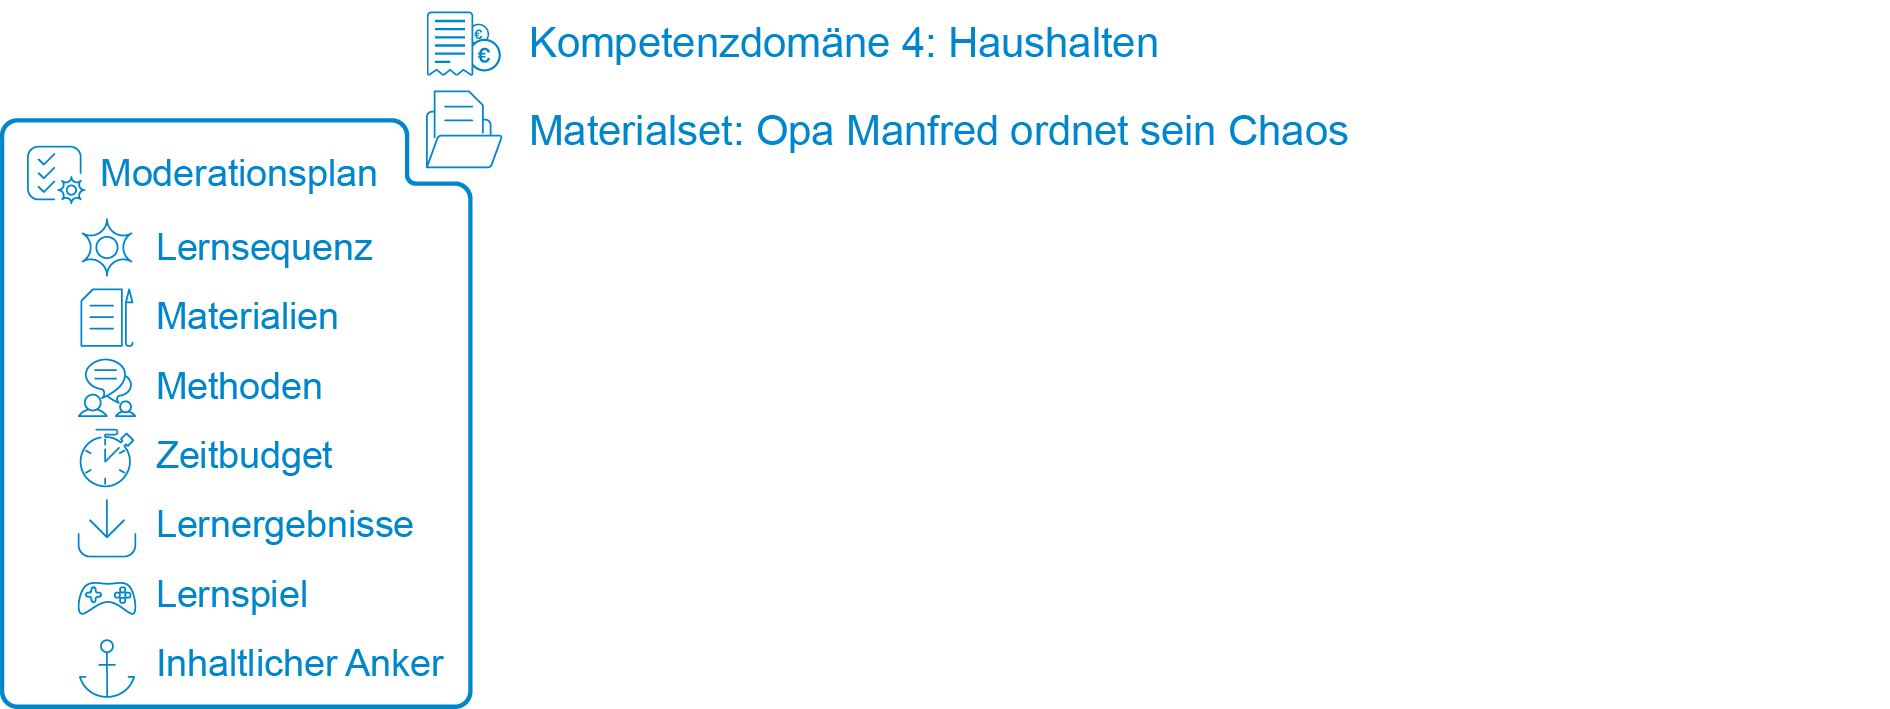 Kompetenzdomäne 4: Haushalten
Materialset: Opa Manfred ordnet sein Chaos
Moderationsplan
Lernsequenz
Materialien
Methoden
Zeitbudget
Lernergebnisse
Lernspiel
Inhaltlicher Anker